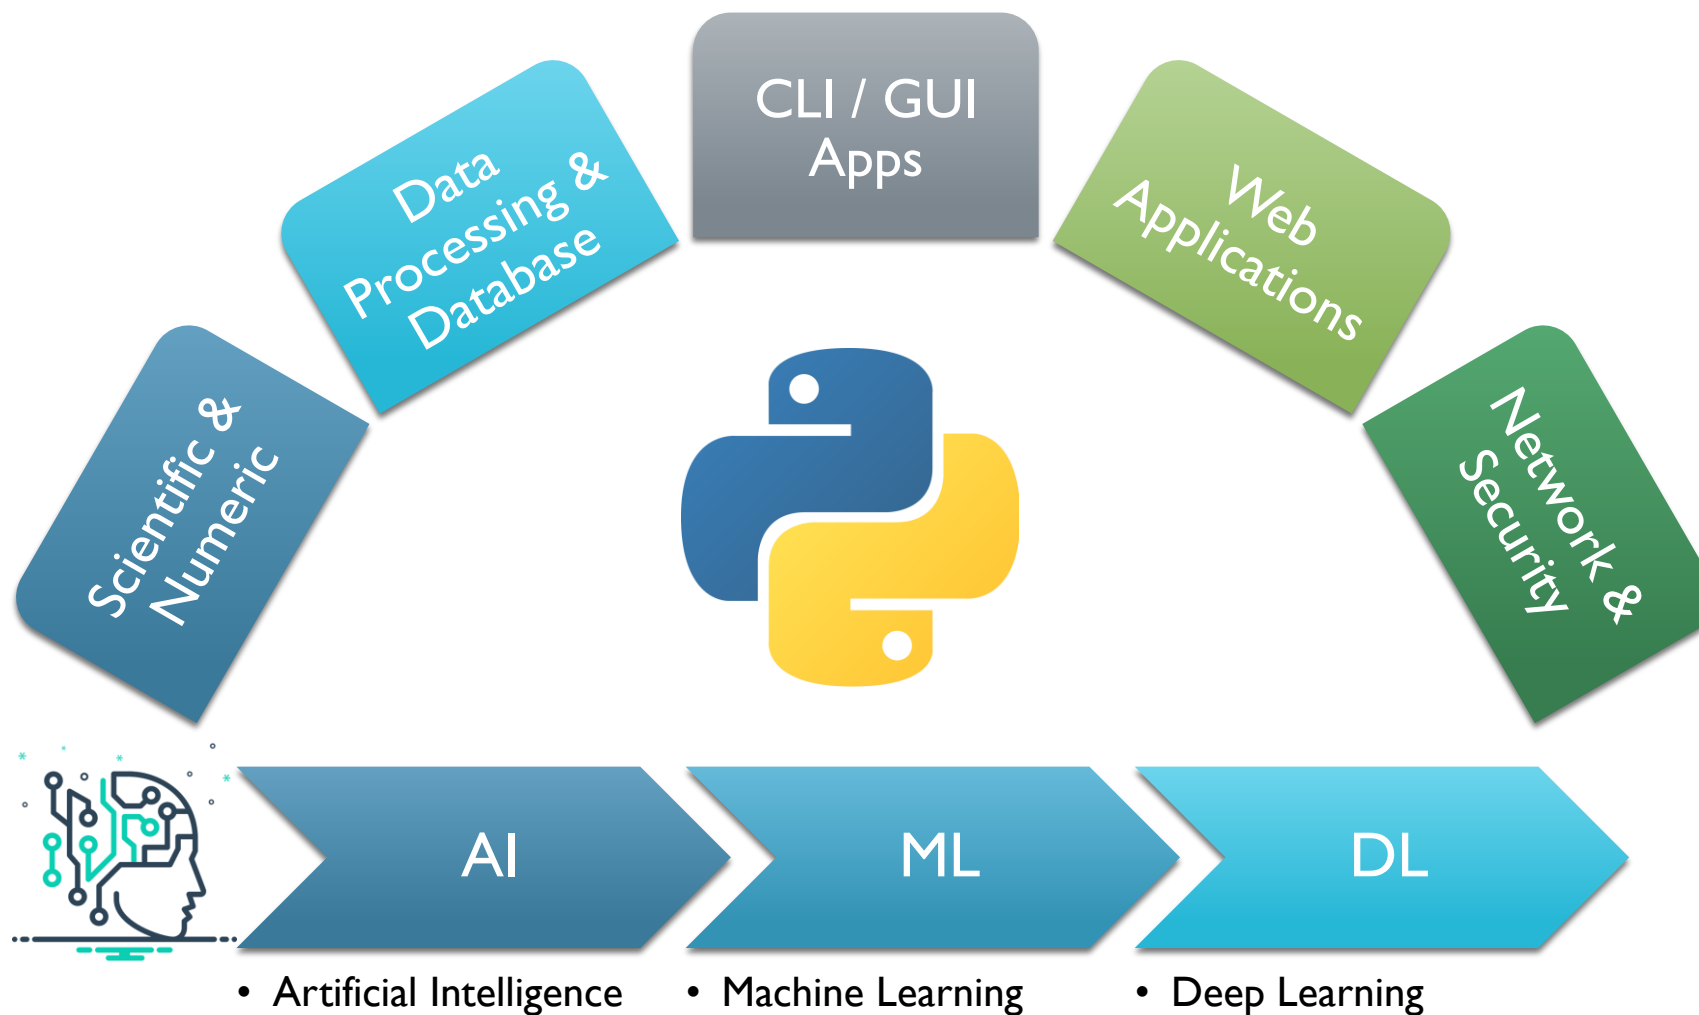 Scientific &
Numeric
Data
Processing &
Database
CLI / GUI
Apps
Web
Applications
Network &
Security
AI
ML
DL
• Artificial Intelligence
• Machine Learning
• Deep Learning